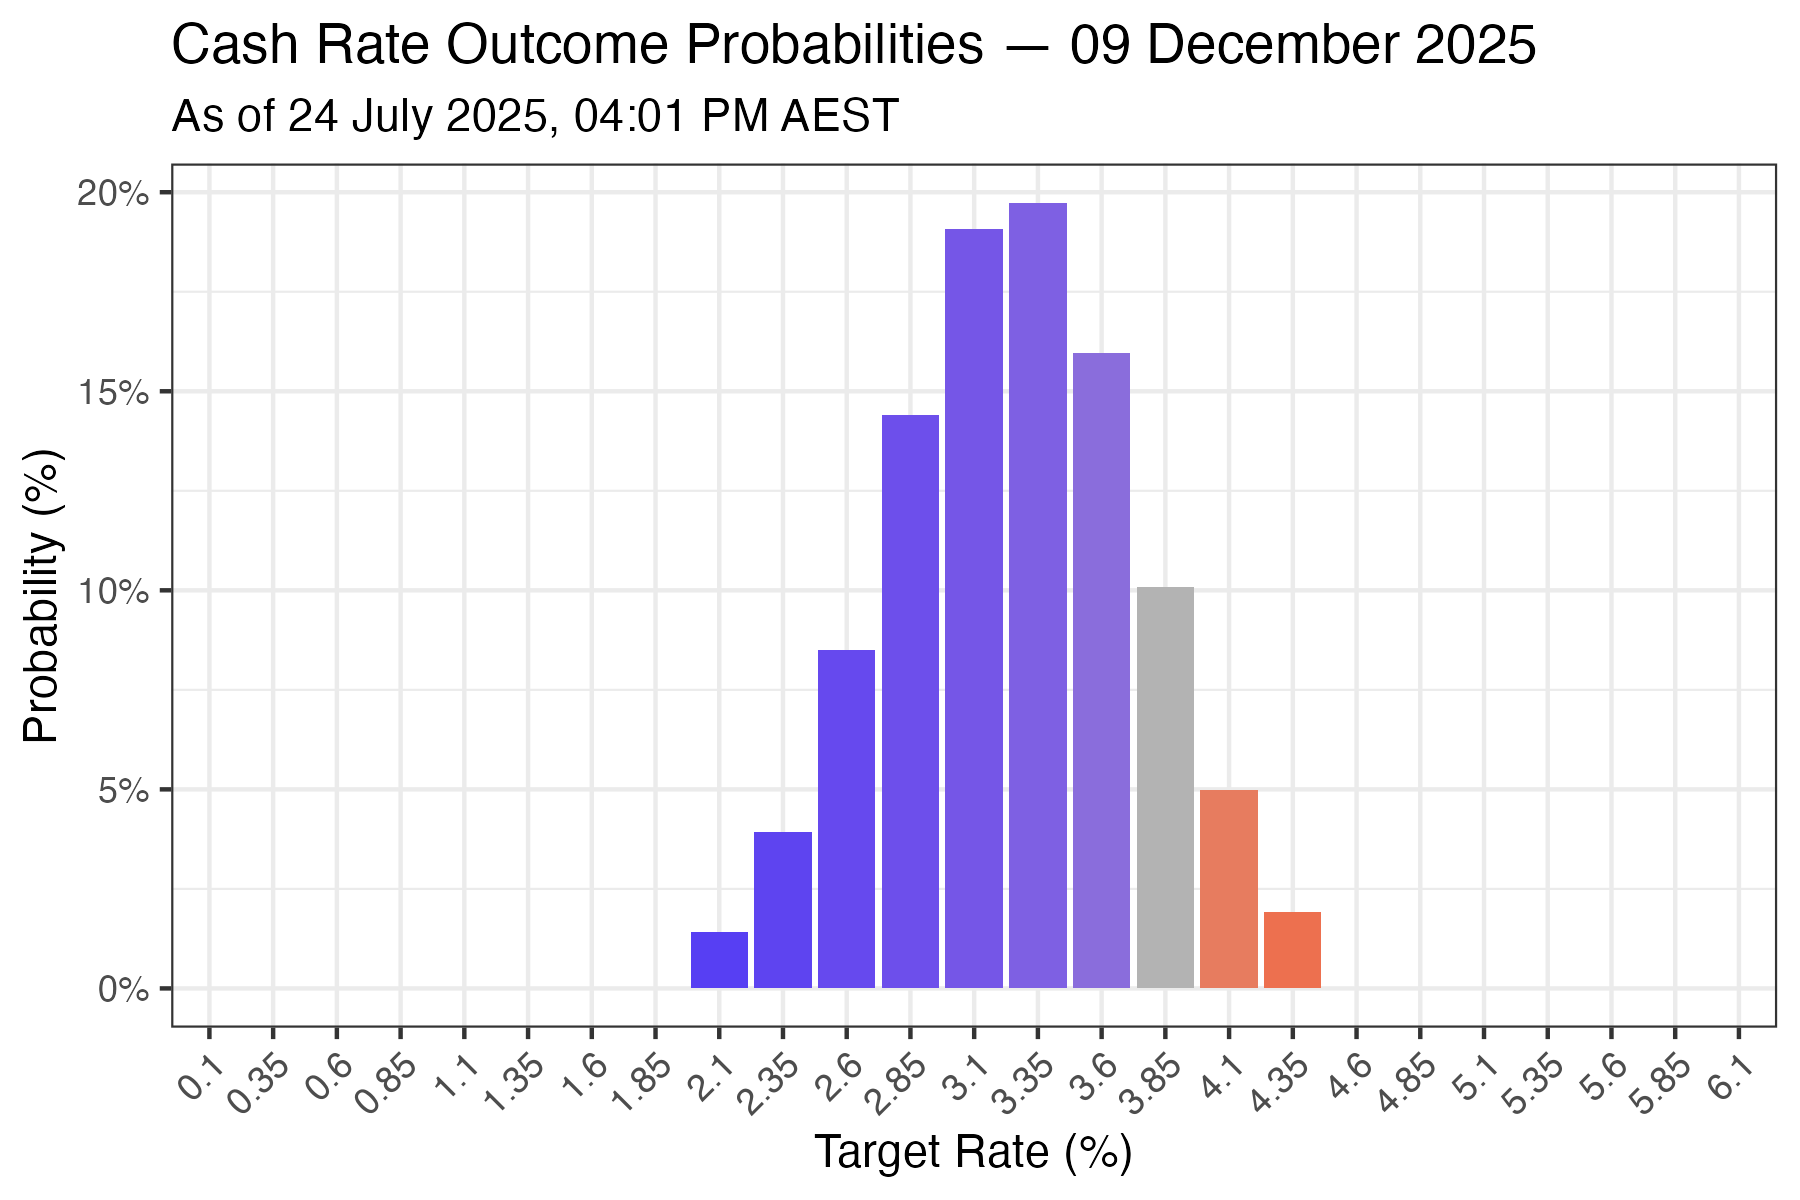 Cash Rate Outcome Probabilities — 09 December 2025
As of 24 July 2025, 04:01 PM AEST
Probability (%)
20%
15%
10%
5%
0%
0.1 0.35 0.6 0.85 1.1 1.35 1.6 1.85 2.1 2.35 2.6 2.85 3.1 3.35 3.6 3.85 4.1 4.35 4.6 4.85 5.1 5.35 5.6 5.85 6.1
Target Rate (%)